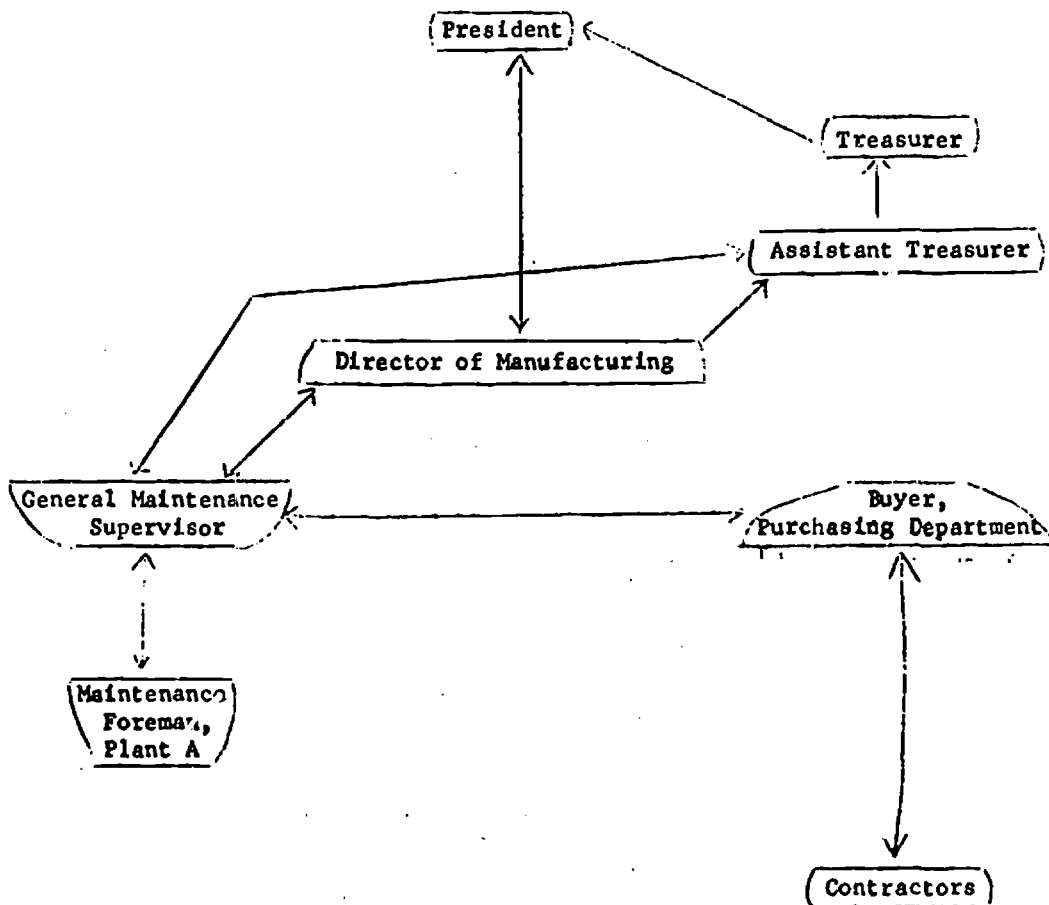 President
Treasurer
Assistant Treasurer
Director of Manufacturing
General Maintenance
Supervisor
Buyer,
Purchasing Department
Maintenance
Foreman,
Plant A
Contractors